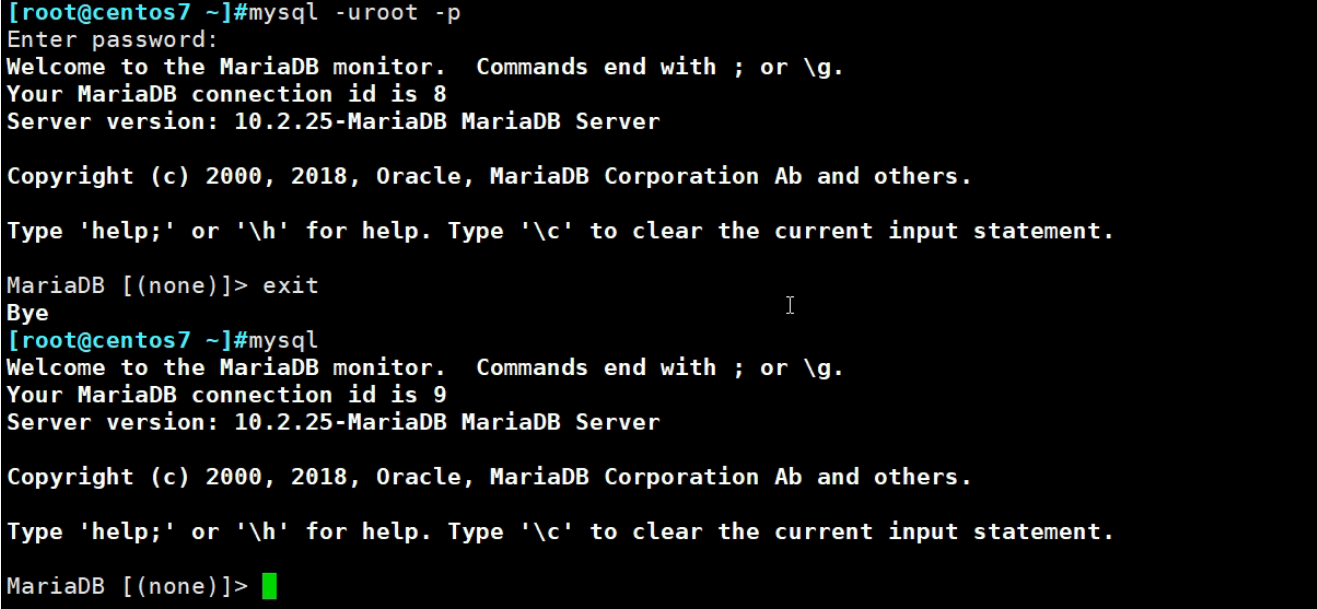 [root@centos7 ~]#mysql -uroot -p
Enter password:
Welcome to the MariaDB monitor.  Commands end with ; or \g.
Your MariaDB connection id is 8
Server version: 10.2.25-MariaDB MariaDB Server

Copyright (c) 2000, 2018, Oracle, MariaDB Corporation Ab and others.

Type 'help;' or '\h' for help. Type '\c' to clear the current input statement.

MariaDB [(none)]> exit
Bye
[root@centos7 ~]#mysql
Welcome to the MariaDB monitor.  Commands end with ; or \g.
Your MariaDB connection id is 9
Server version: 10.2.25-MariaDB MariaDB Server

Copyright (c) 2000, 2018, Oracle, MariaDB Corporation Ab and others.

Type 'help;' or '\h' for help. Type '\c' to clear the current input statement.

MariaDB [(none)]>